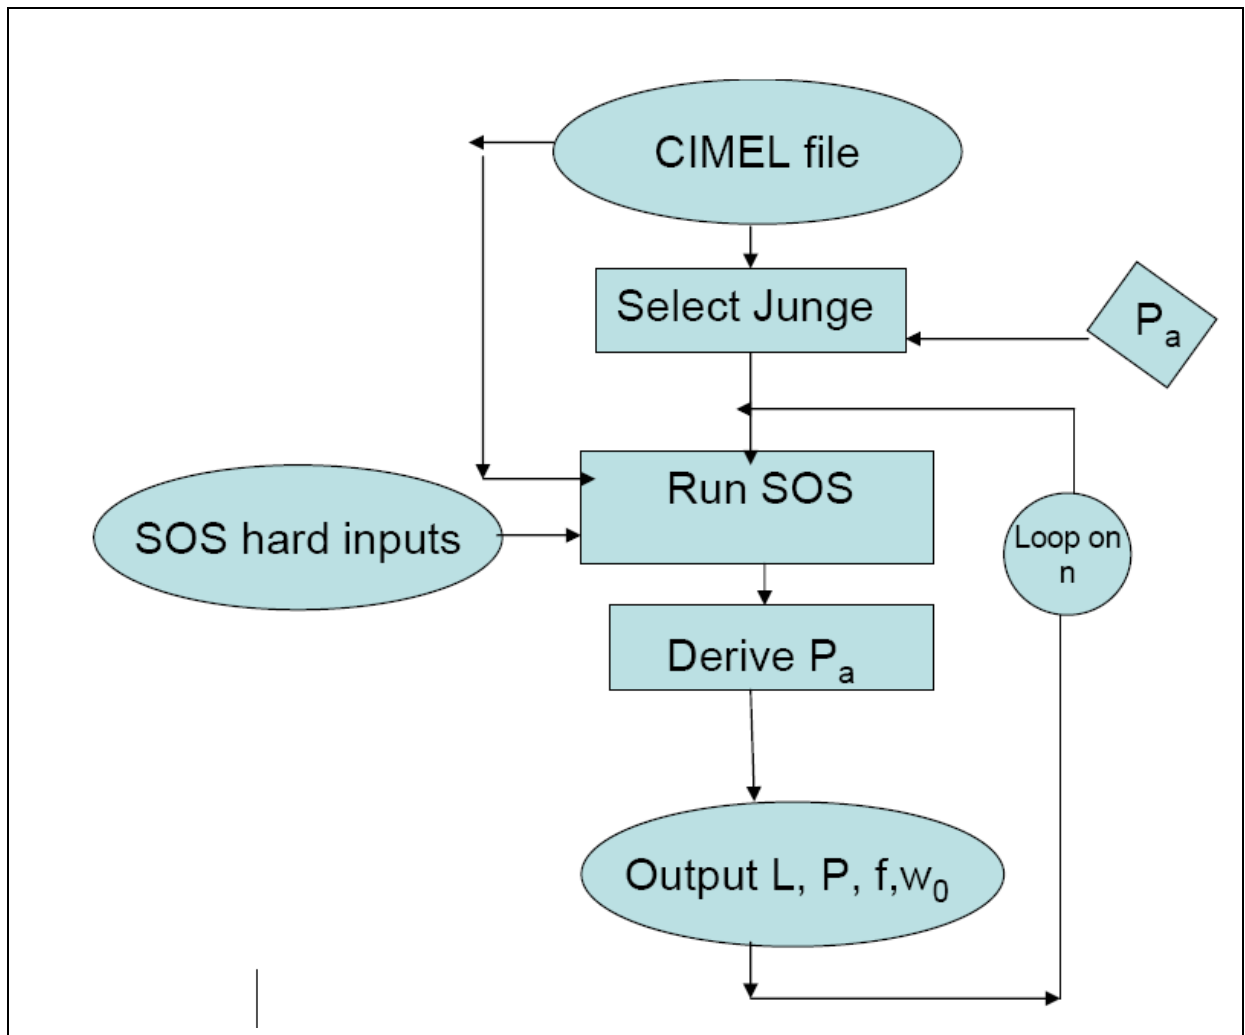 CIMEL file
Select Junge
Pa
Run SOS
SOS hard inputs
Loop on
n
Derive Pa
Output L, P, f,w0